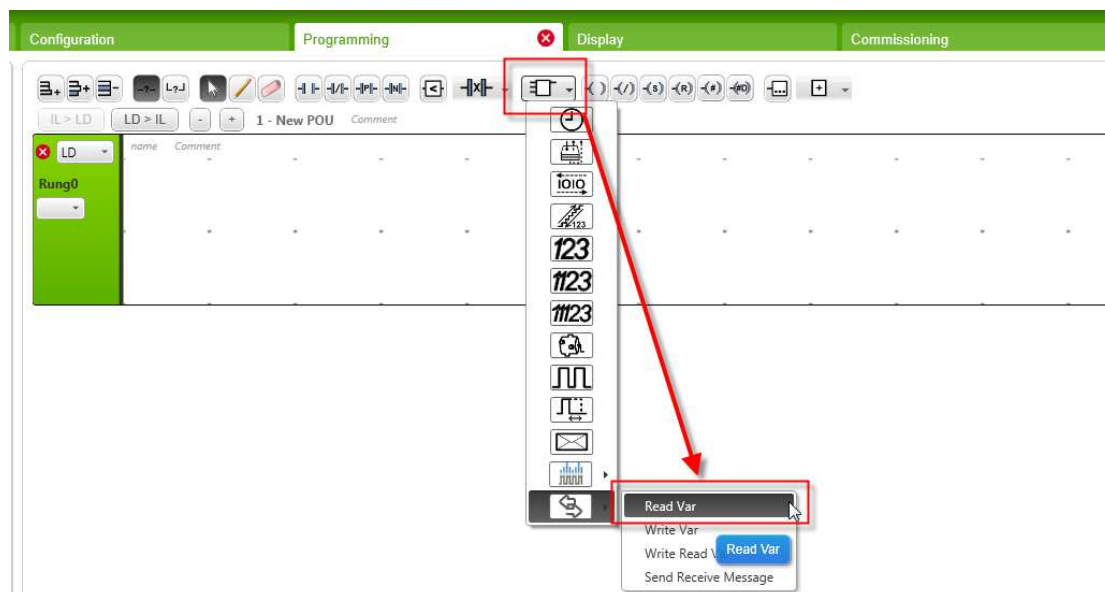 Configuration Programming Display Commissioning
IL > LD LD > IL - + 1 - New POU Comment
LD name Comment
Rung0
123
1123
11123
Read Var
Write Var
Write Read V
Read Var
Send Receive Message